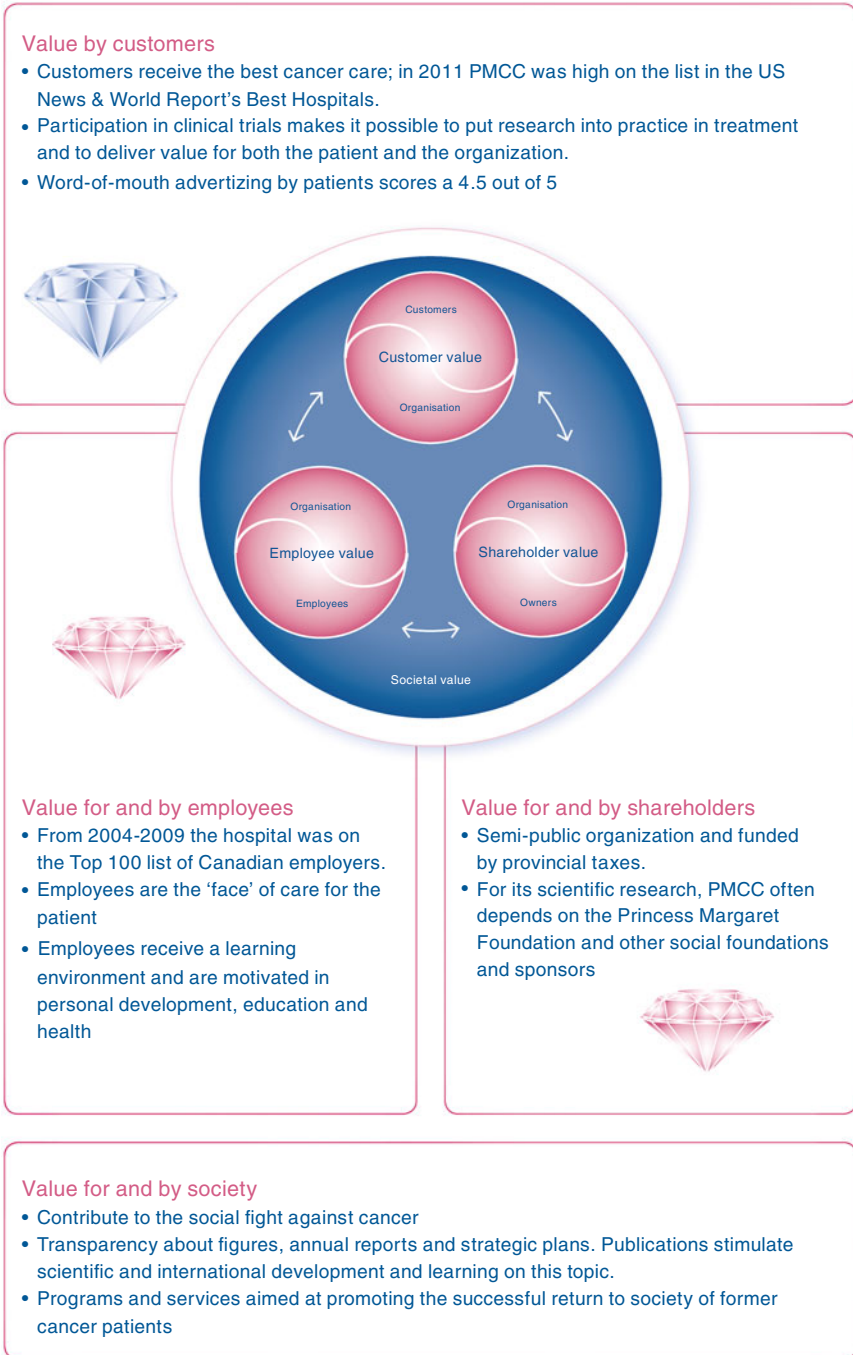 Value by customers
• Customers receive the best cancer care; in 2011 PMCC was high on the list in the US
News & World Report’s Best Hospitals.
• Participation in clinical trials makes it possible to put research into practice in treatment
and to deliver value for both the patient and the organization.
• Word-of-mouth advertizing by patients scores a 4.5 out of 5
Customers
Customer value
Organisation
Organisation
Employee value
Employees
Organisation
Shareholder value
Owners
Societal value
Value for and by employees
• From 2004-2009 the hospital was on
the Top 100 list of Canadian employers.
• Employees are the ‘face’ of care for the
patient
• Employees receive a learning
environment and are motivated in
personal development, education and
health
Value for and by shareholders
• Semi-public organization and funded
by provincial taxes.
• For its scientific research, PMCC often
depends on the Princess Margaret
Foundation and other social foundations
and sponsors
Value for and by society
• Contribute to the social fight against cancer
• Transparency about figures, annual reports and strategic plans. Publications stimulate
scientific and international development and learning on this topic.
• Programs and services aimed at promoting the successful return to society of former
cancer patients